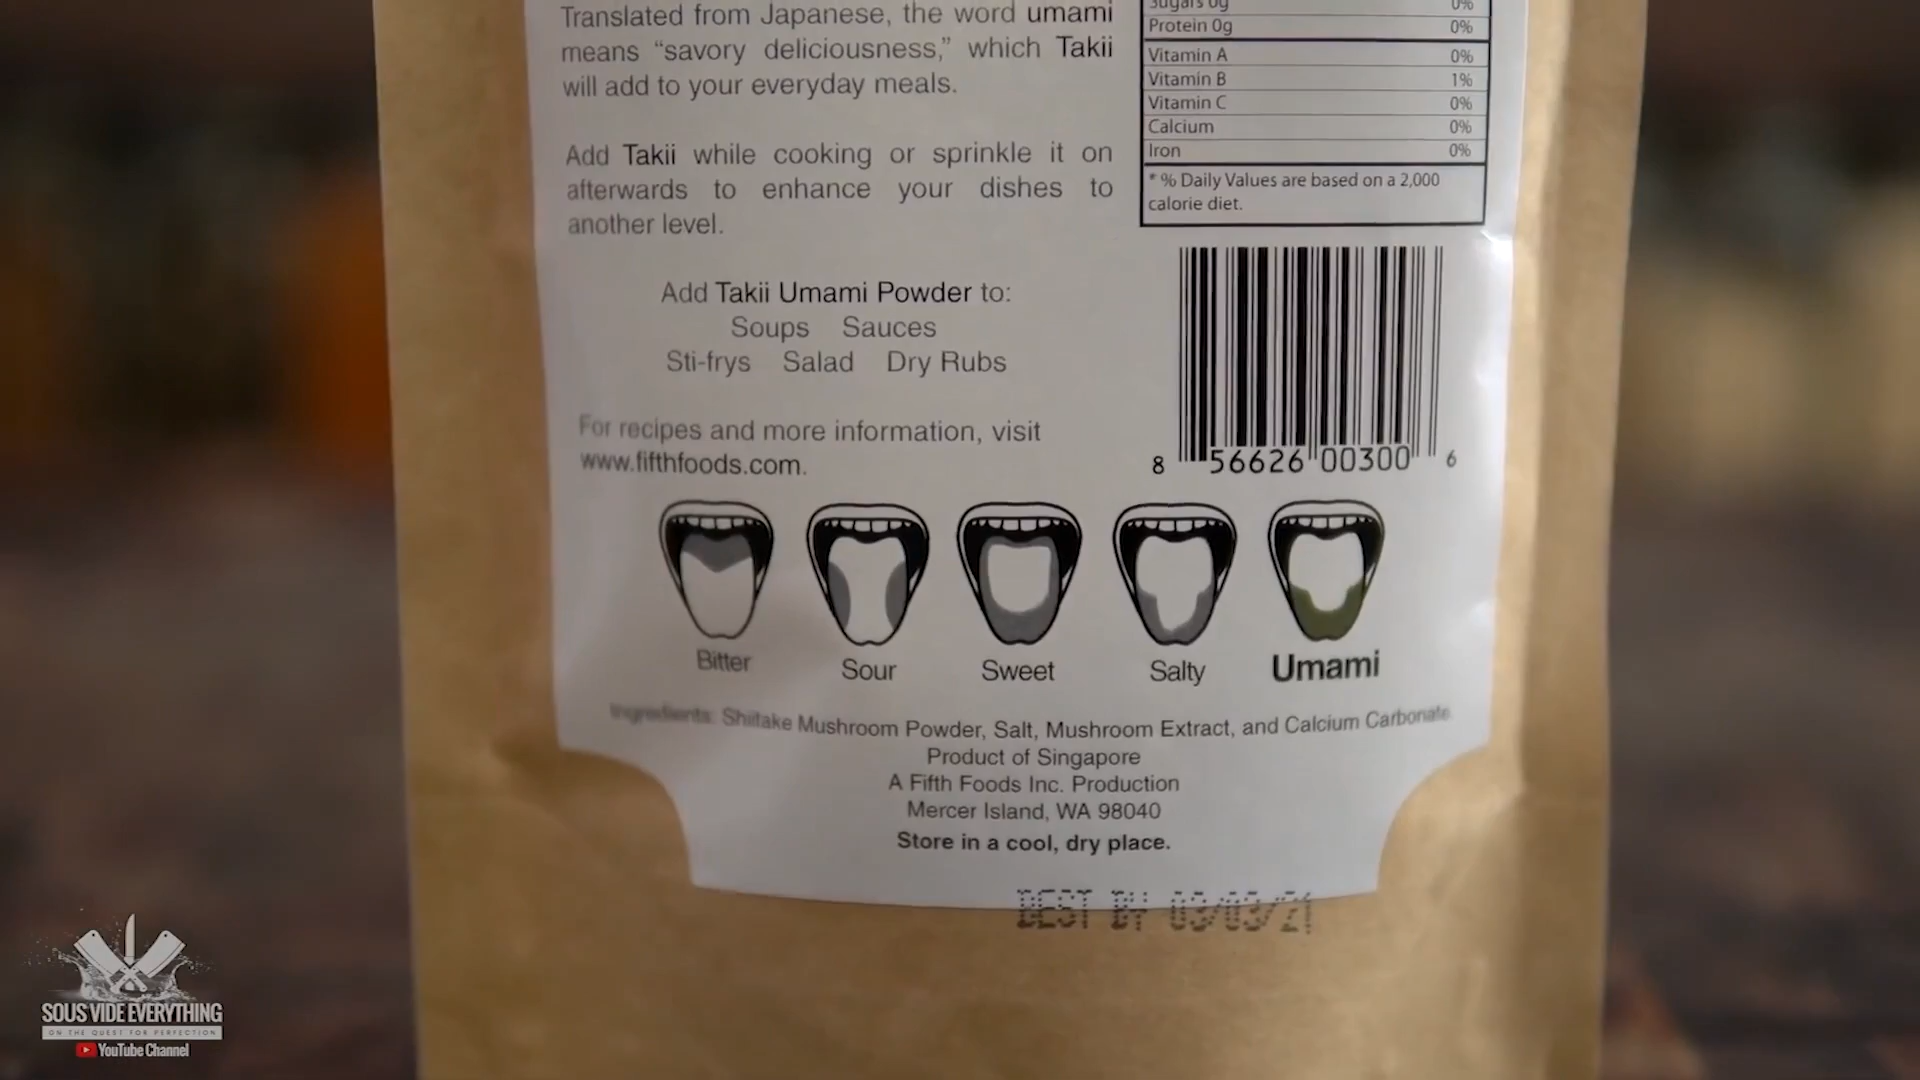 Translated from Japanese, the word umami
means “savory deliciousness,” which Takii
will add to your everyday meals.
Add Takii while cooking or sprinkle it on
afterwards to enhance your dishes to
another level.
Add Takii Umami Powder to:
Soups Sauces
Sti-frys Salad Dry Rubs
For recipes and more information, visit
www.fifthfoods.com.
Sugars 0g 0%
Protein 0g 0%
Vitamin A 0%
Vitamin B 1%
Vitamin C 0%
Calcium 0%
Iron 0%
* % Daily Values are based on a 2,000
calorie diet.
8 56626 00300 6
Bitter Sour Sweet Salty Umami
Ingredients: Shiitake Mushroom Powder, Salt, Mushroom Extract, and Calcium Carbonate
Product of Singapore
A Fifth Foods Inc. Production
Mercer Island, WA 98040
Store in a cool, dry place.
BEST BY 03/03/21
SOUS VIDE EVERYTHING
ON THE QUEST FOR PERFECTION
YouTube Channel